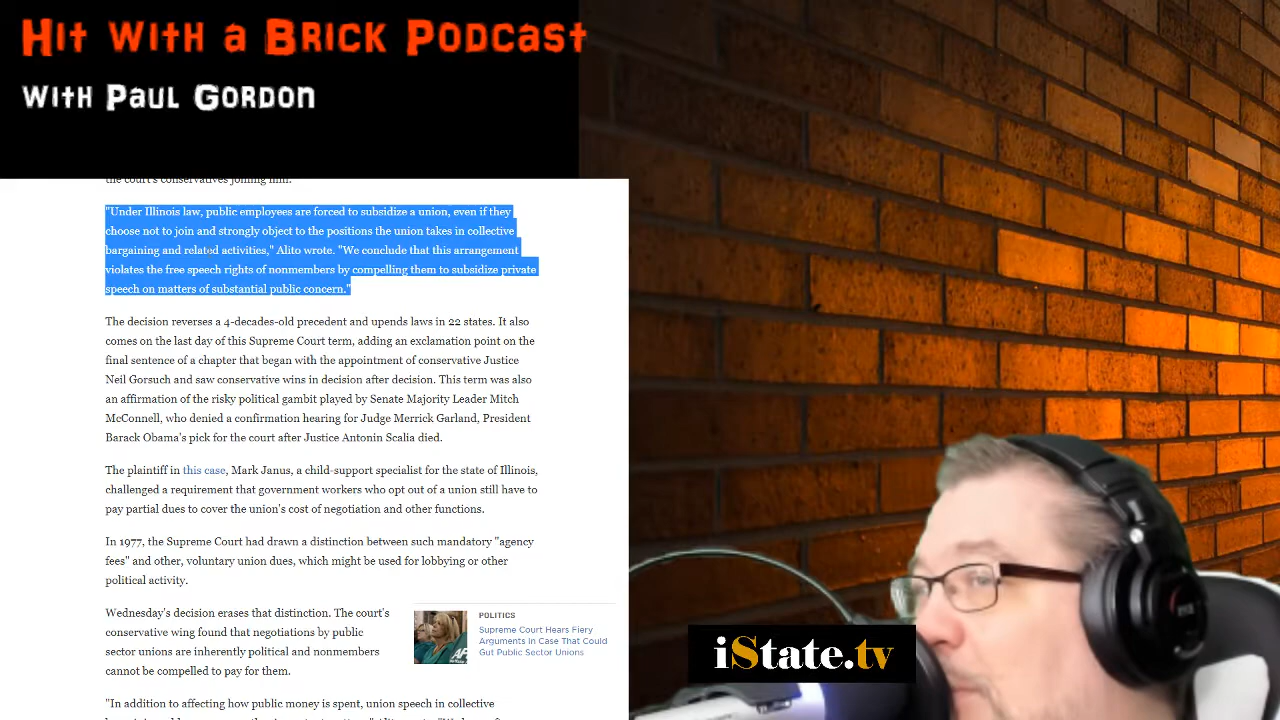 Hit with a Brick Podcast
with Paul Gordon
the court's conservatives joining him.
"Under Illinois law, public employees are forced to subsidize a union, even if they
choose not to join and strongly object to the positions the union takes in collective
bargaining and related activities," Alito wrote. "We conclude that this arrangement
violates the free speech rights of nonmembers by compelling them to subsidize private
speech on matters of substantial public concern."
The decision reverses a 4-decades-old precedent and upends laws in 22 states. It also
comes on the last day of this Supreme Court term, adding an exclamation point on the
final sentence of a chapter that began with the appointment of conservative Justice
Neil Gorsuch and saw conservative wins in decision after decision. This term was also
an affirmation of the risky political gambit played by Senate Majority Leader Mitch
McConnell, who denied a confirmation hearing for Judge Merrick Garland, President
Barack Obama's pick for the court after Justice Antonin Scalia died.
The plaintiff in this case, Mark Janus, a child-support specialist for the state of Illinois,
challenged a requirement that government workers who opt out of a union still have to
pay partial dues to cover the union's cost of negotiation and other functions.
In 1977, the Supreme Court had drawn a distinction between such mandatory "agency
fees" and other, voluntary union dues, which might be used for lobbying or other
political activity.
Wednesday's decision erases that distinction. The court's
conservative wing found that negotiations by public
sector unions are inherently political and nonmembers
cannot be compelled to pay for them.
POLITICS
Supreme Court Hears Fiery
Arguments In Case That Could
Gut Public Sector Unions
"In addition to affecting how public money is spent, union speech in collective
iState.tv